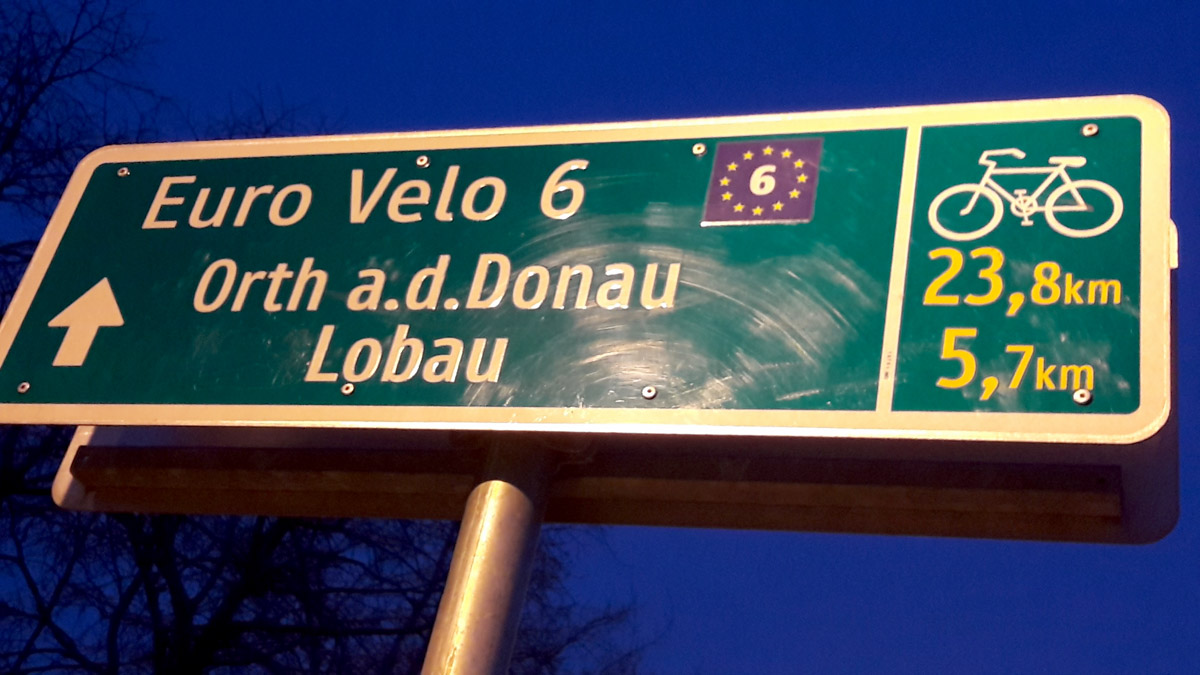 Euro Velo 6 6
Orth a.d.Donau 23,8km
Lobau 5,7km